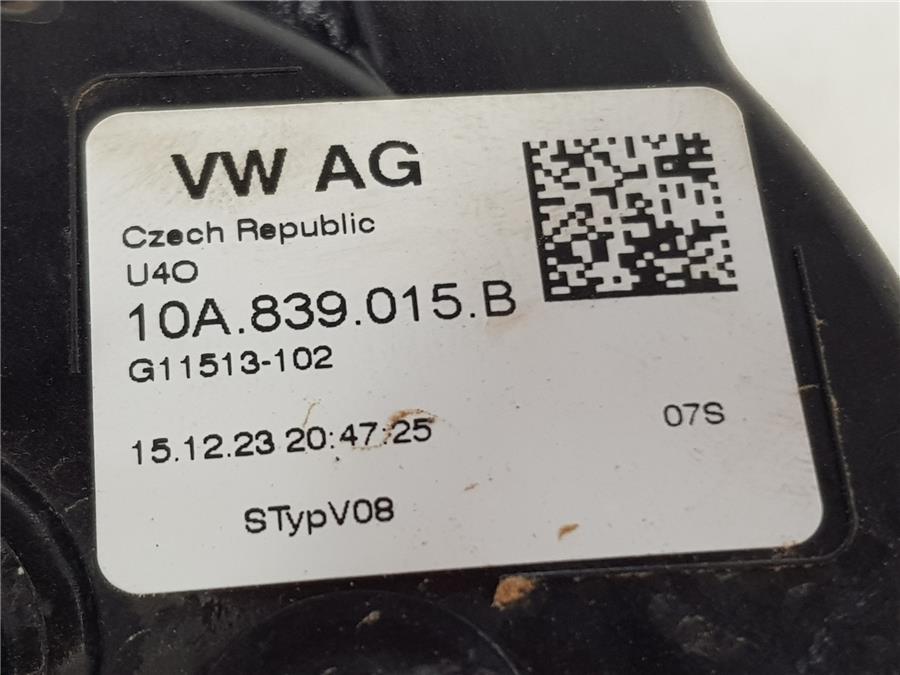 VW AG
Czech Republic
U4O
10A.839.015.B
G11513-102
15.12.23 20:47:25
07S
STypV08